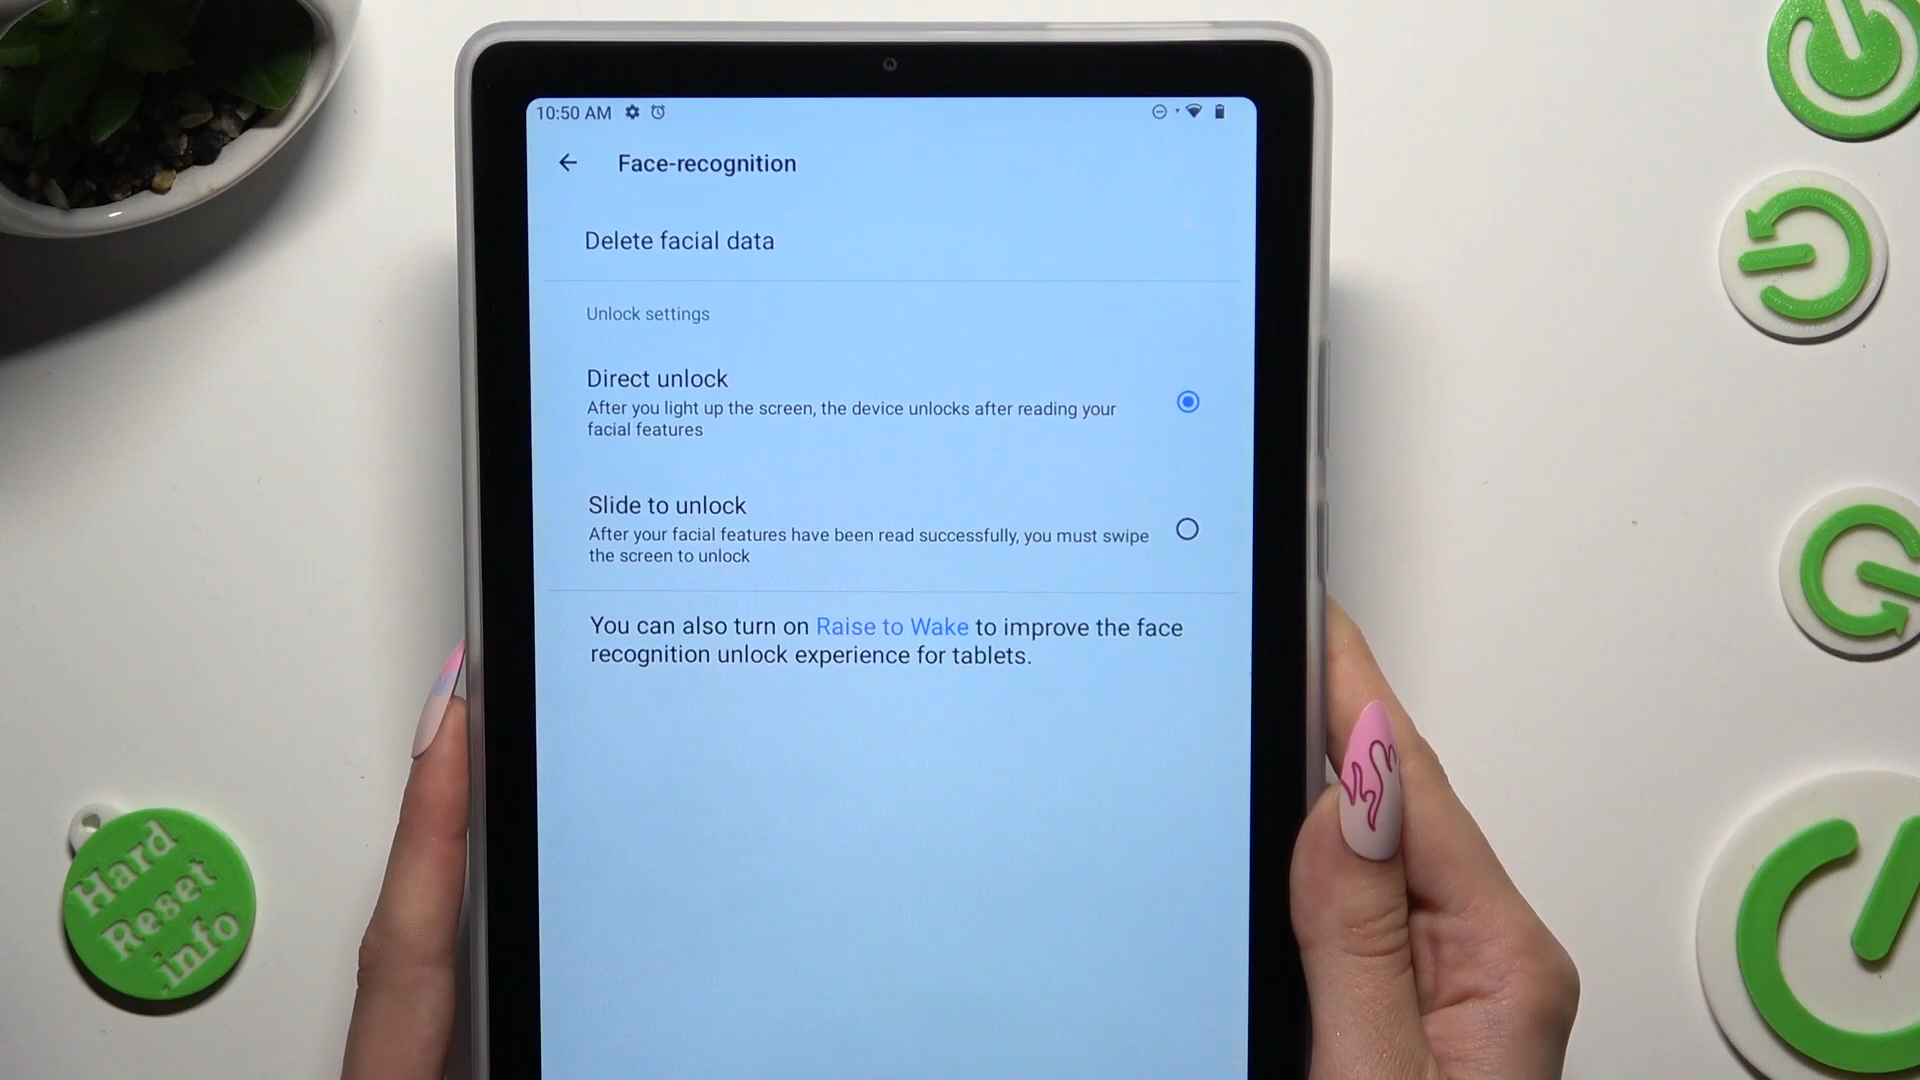 10:50 AM
Face-recognition
Delete facial data
Unlock settings
Direct unlock
After you light up the screen, the device unlocks after reading your
facial features
Slide to unlock
After your facial features have been read successfully, you must swipe
the screen to unlock
You can also turn on Raise to Wake to improve the face
recognition unlock experience for tablets.
Hard
Reset
.info